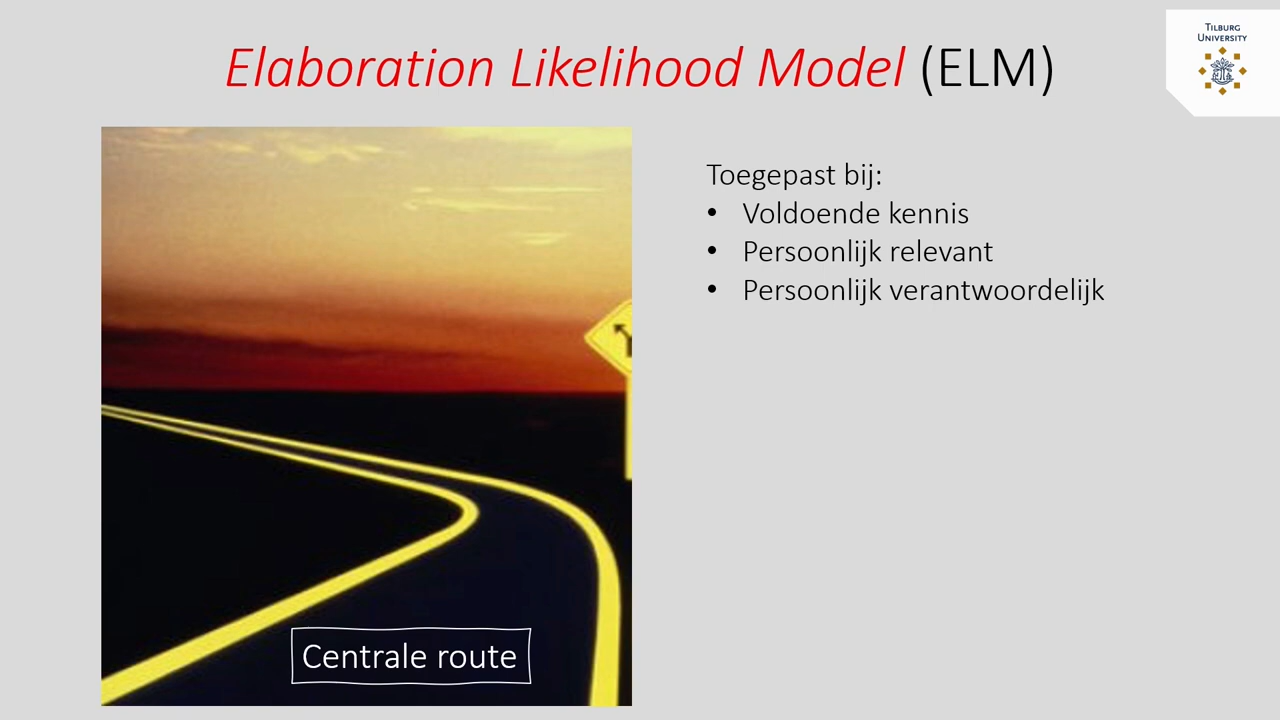 Elaboration Likelihood Model (ELM)
TILBURG
UNIVERSITY
Toegepast bij:
• Voldoende kennis
• Persoonlijk relevant
• Persoonlijk verantwoordelijk
Centrale route